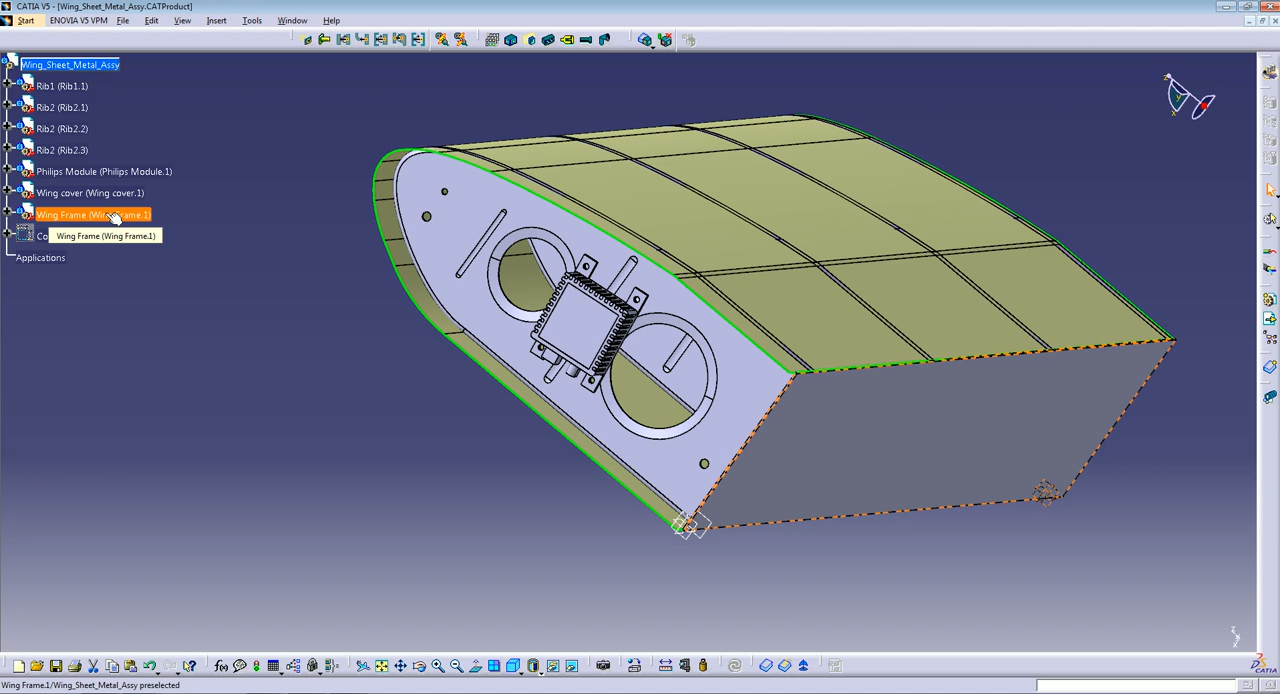 CATIA V5 - [Wing_Sheet_Metal_Assy.CATProduct]
Start ENOVIA V5 VPM File Edit View Insert Tools Window Help
Wing_Sheet_Metal_Assy
Rib1 (Rib1.1)
Rib2 (Rib2.1)
Rib2 (Rib2.2)
Rib2 (Rib2.3)
Philips Module (Philips Module.1)
Wing cover (Wing cover.1)
Wing Frame (Wing Frame.1)
Co
Wing Frame (Wing Frame.1)
Applications
z
y
x
f(x)
CATIA
Wing Frame.1/Wing_Sheet_Metal_Assy preselected